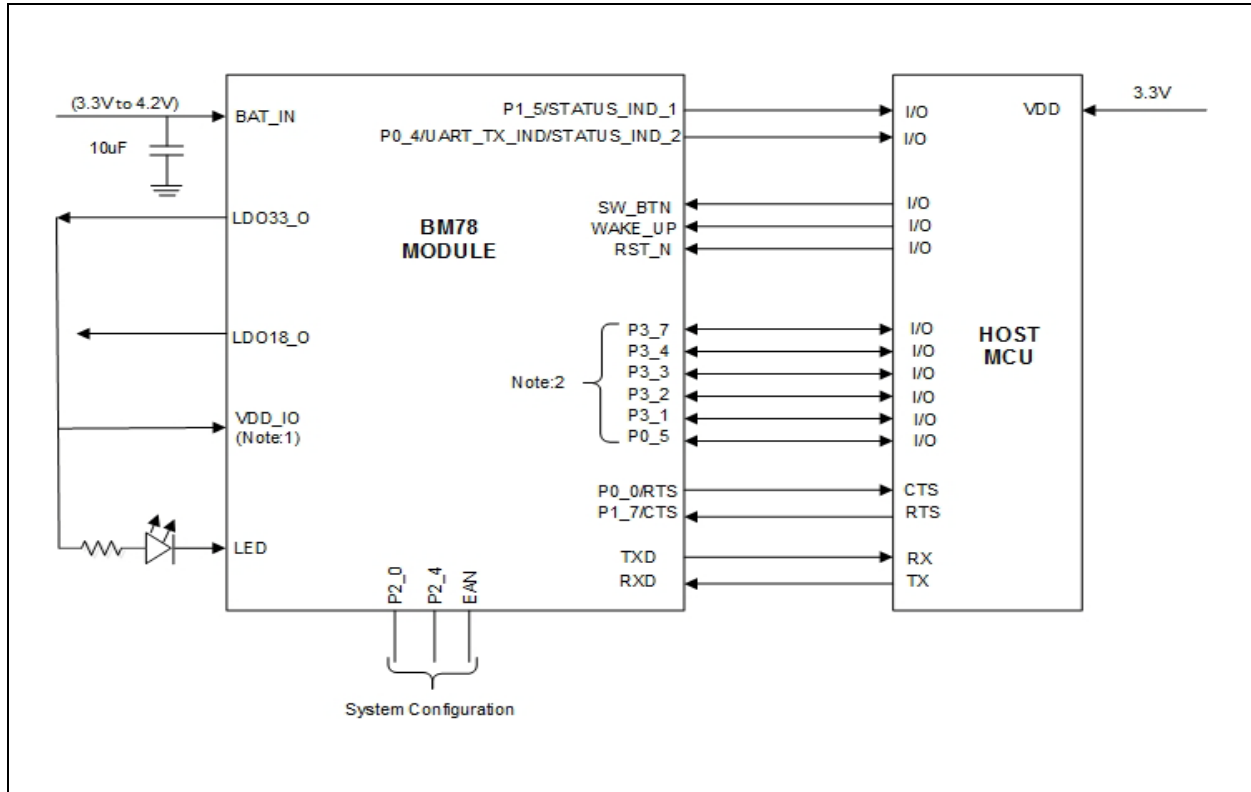 (3.3V to 4.2V)
BAT_IN
10uF
LDO33_O
LDO18_O
VDD_IO
(Note:1)
LED
BM78
MODULE
P1_5/STATUS_IND_1
P0_4/UART_TX_IND/STATUS_IND_2
SW_BTN
WAKE_UP
RST_N
Note:2
P3_7
P3_4
P3_3
P3_2
P3_1
P0_5
P0_0/RTS
P1_7/CTS
TXD
RXD
P2_0
P2_4
EAN
System Configuration
I/O
I/O
I/O
I/O
I/O
I/O
I/O
I/O
I/O
I/O
I/O
CTS
RTS
RX
TX
HOST
MCU
VDD
3.3V